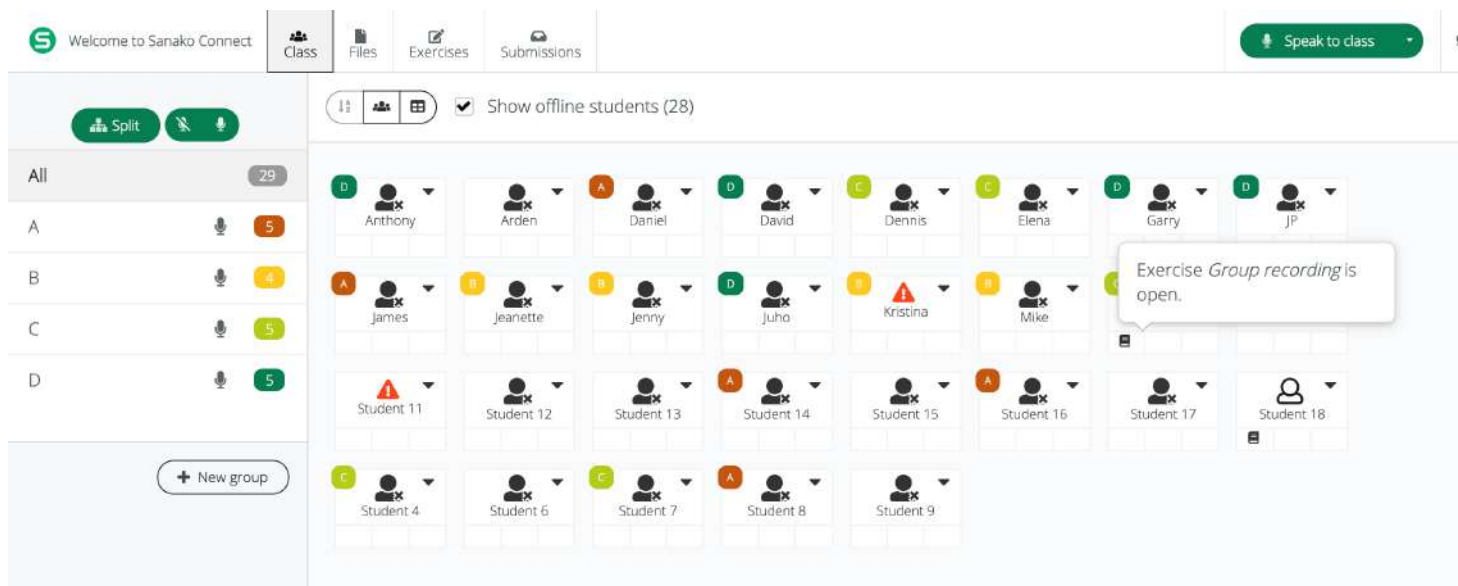 S Welcome to Sanako Connect
Class
Files
Exercises
Submissions
Speak to class
Split
Show offline students (28)
All 29
A 5
B 4
C 5
D 5
+ New group
D A D C C D D
Anthony Arden Daniel David Dennis Elena Garry JP
Exercise Group recording is
open.
A B B D B B
James Jeanette Jenny Juho Kristina Mike
A A
Student 11 Student 12 Student 13 Student 14 Student 15 Student 16 Student 17 Student 18
C C A
Student 4 Student 6 Student 7 Student 8 Student 9